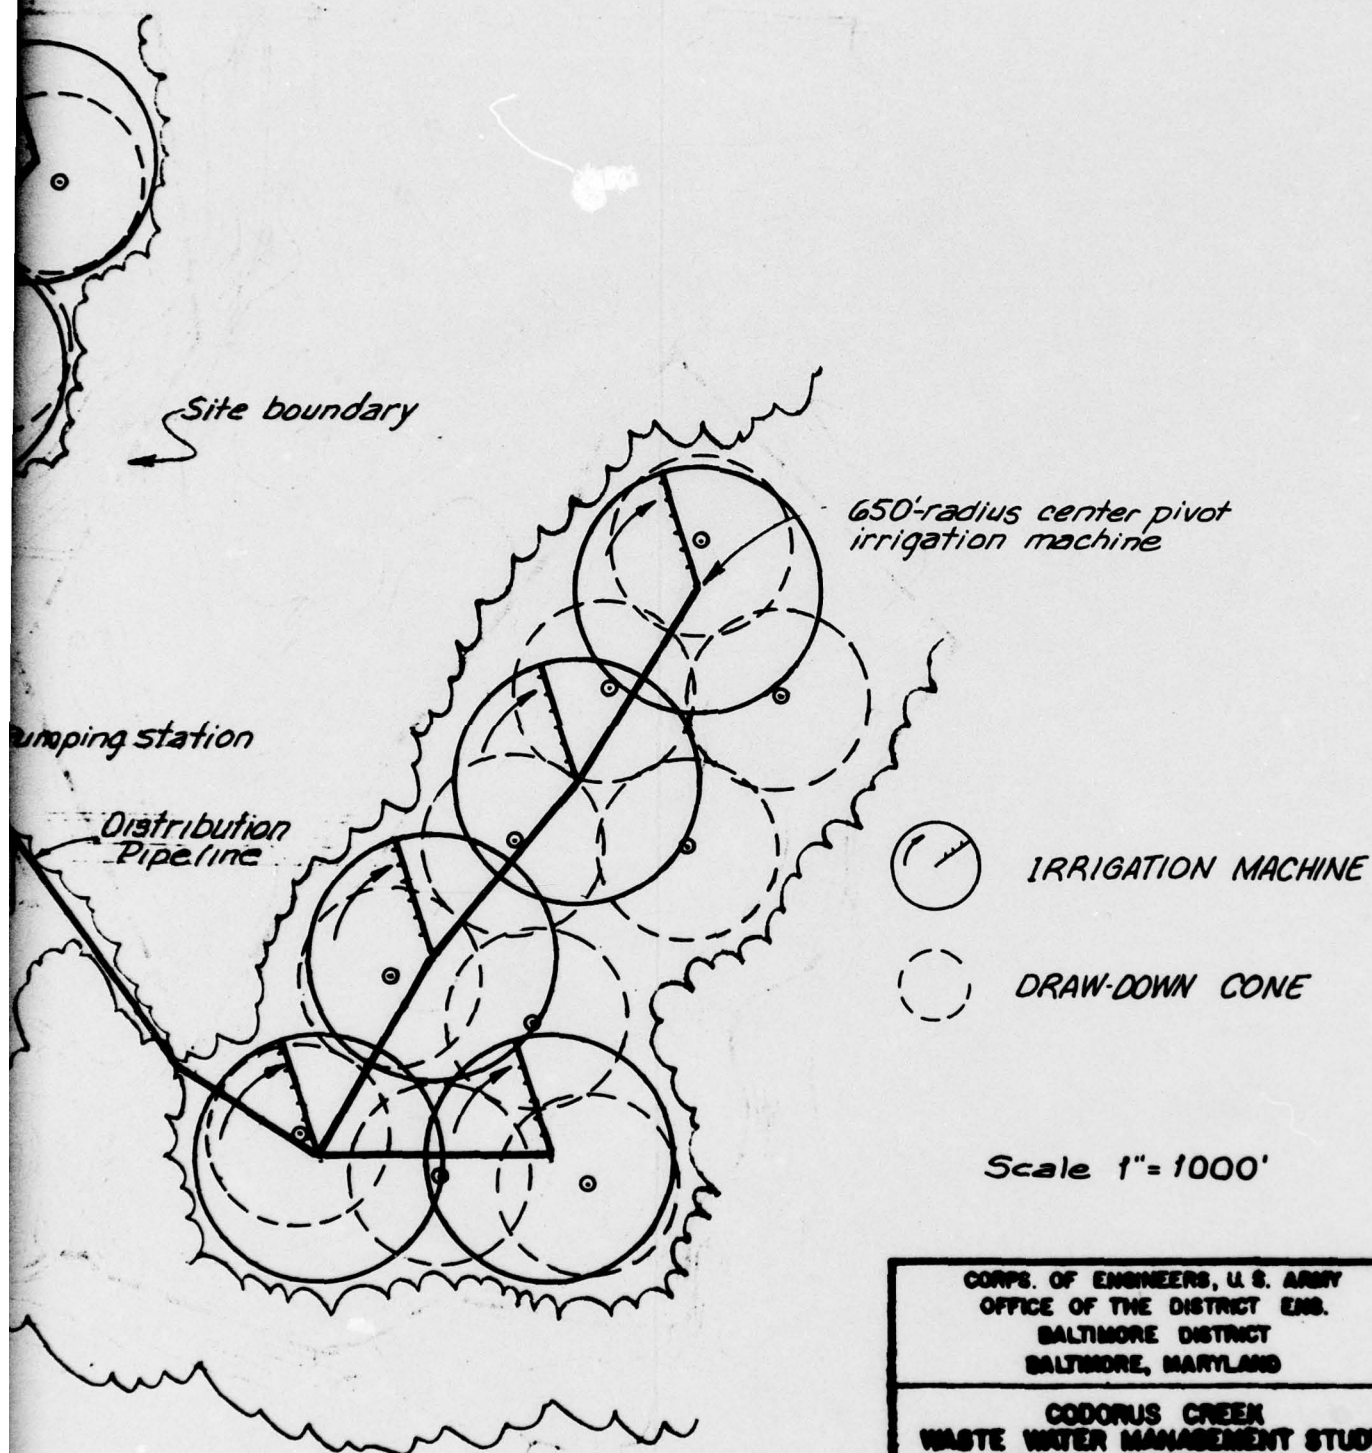 Site boundary
650'-radius center pivot
irrigation machine
umping station
Distribution
Pipeline
IRRIGATION MACHINE
DRAW-DOWN CONE
Scale 1"= 1000'
CORPS. OF ENGINEERS, U. S. ARMY
OFFICE OF THE DISTRICT ENG.
BALTIMORE DISTRICT
BALTIMORE, MARYLAND
CODORUS CREEK
WASTE WATER MANAGEMENT STUD